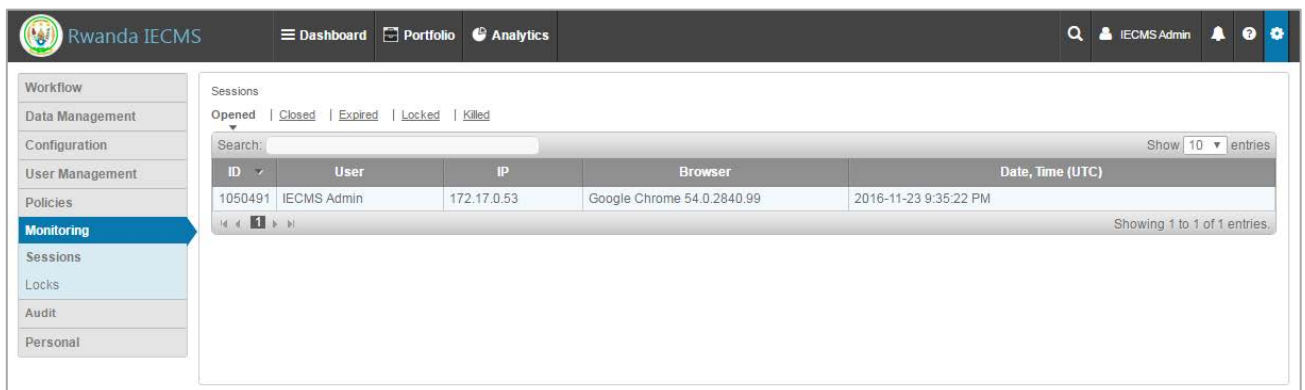 Rwanda IECMS Dashboard Portfolio Analytics IECMS Admin
Workflow
Data Management
Configuration
User Management
Policies
Monitoring
Sessions
Locks
Audit
Personal
Sessions
Opened | Closed | Expired | Locked | Killed
Search: Show 10 entries
ID User IP Browser Date, Time (UTC)
1050491 IECMS Admin 172.17.0.53 Google Chrome 54.0.2840.99 2016-11-23 9:35:22 PM
1 Showing 1 to 1 of 1 entries.